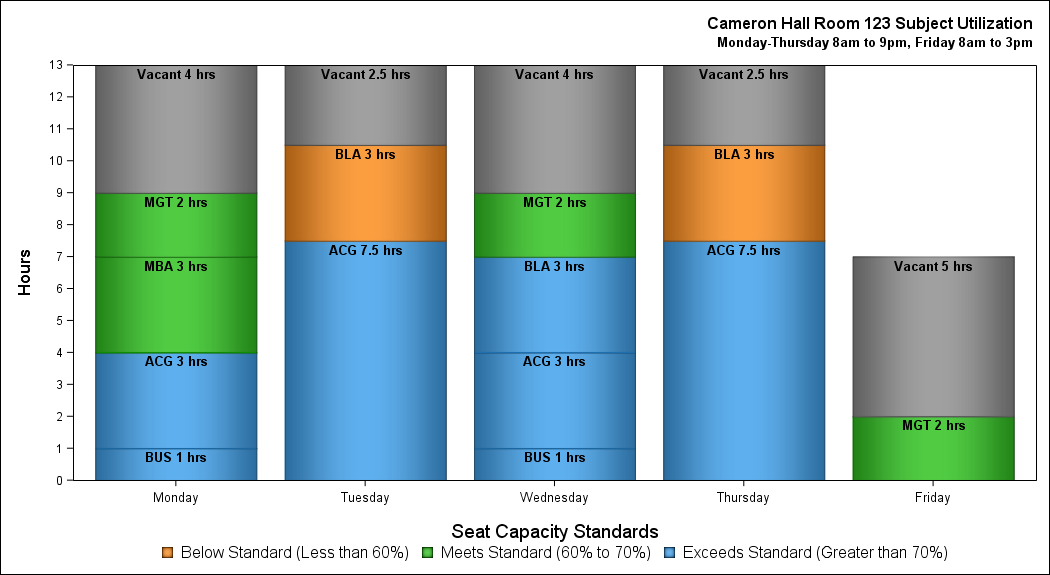 Cameron Hall Room 123 Subject Utilization
Monday-Thursday 8am to 9pm, Friday 8am to 3pm
Hours
13
12
11
10
9
8
7
6
5
4
3
2
1
0
Vacant 4 hrs
MGT 2 hrs
MBA 3 hrs
ACG 3 hrs
BUS 1 hrs
Vacant 2.5 hrs
BLA 3 hrs
ACG 7.5 hrs
Vacant 4 hrs
MGT 2 hrs
BLA 3 hrs
ACG 3 hrs
BUS 1 hrs
Vacant 2.5 hrs
BLA 3 hrs
ACG 7.5 hrs
Vacant 5 hrs
MGT 2 hrs
Monday Tuesday Wednesday Thursday Friday
Seat Capacity Standards
Below Standard (Less than 60%) Meets Standard (60% to 70%) Exceeds Standard (Greater than 70%)